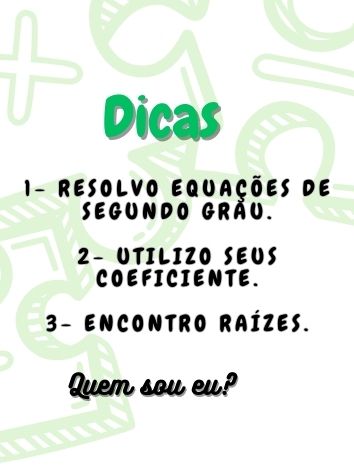 Dicas
1- RESOLVO EQUAÇÕES DE
SEGUNDO GRAU.
2- UTILIZO SEUS
COEFICIENTE.
3- ENCONTRO RAÍZES.
Quem sou eu?